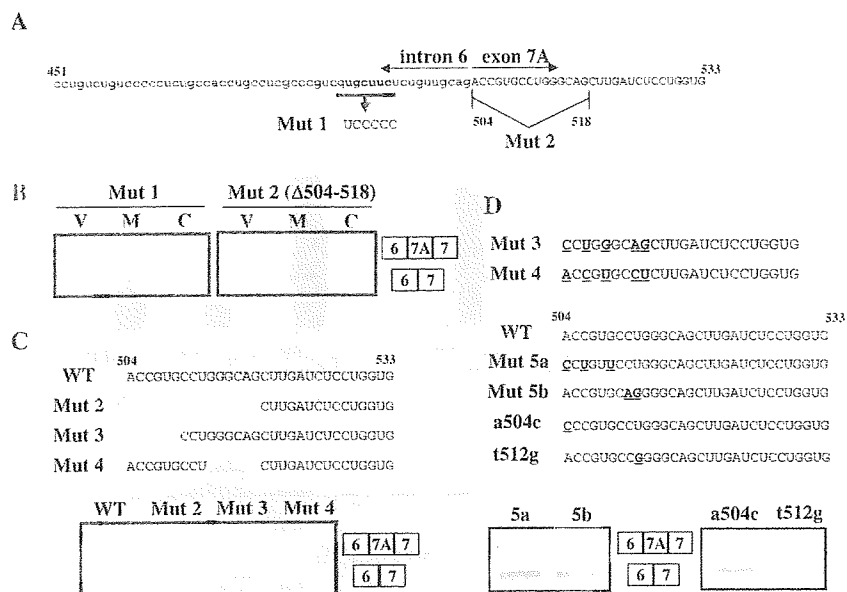 A
intron 6 exon 7A
451
533
ccugucugucccccucugccaccugccucgcccgucqugcuucucuguugcagACCGUGCCUGGGCAGCUUGAUCUCCUGGUG
Mut 1 UCCCCC
504 518
Mut 2
B
Mut 1 Mut 2 (Δ504-518)
V M C V M C
6 7A 7
6 7
C
504 533
WT ACCGUGCCUGGGCAGCUUGAUCUCCUGGUG
Mut 2 CUUGAUCUCCUGGUG
Mut 3 CCUGGGCAGCUUGAUCUCCUGGUG
Mut 4 ACCGUGCCU CUUGAUCUCCUGGUG
WT Mut 2 Mut 3 Mut 4
6 7A 7
6 7
D
Mut 3 CCUGGGCAGCUUGAUCUCCUGGUG
Mut 4 ACCGUGCCUCUUGAUCUCCUGGUG
504 533
WT ACCGUGCCUGGGCAGCUUGAUCUCCUGGUC
Mut 5a CCUGUUCCUGGGCAGCUUGAUCUCCUGGUG
Mut 5b ACCGUGCAGGGGCAGCUUGAUCUCCUGGUG
a504c CCCGUGCCUGGGCAGCUUGAUCUCCUGGUG
t512g ACCGUGCCGGGGCAGCUUGAUCUCCUGGUG
5a 5b
6 7A 7
6 7
a504c t512g